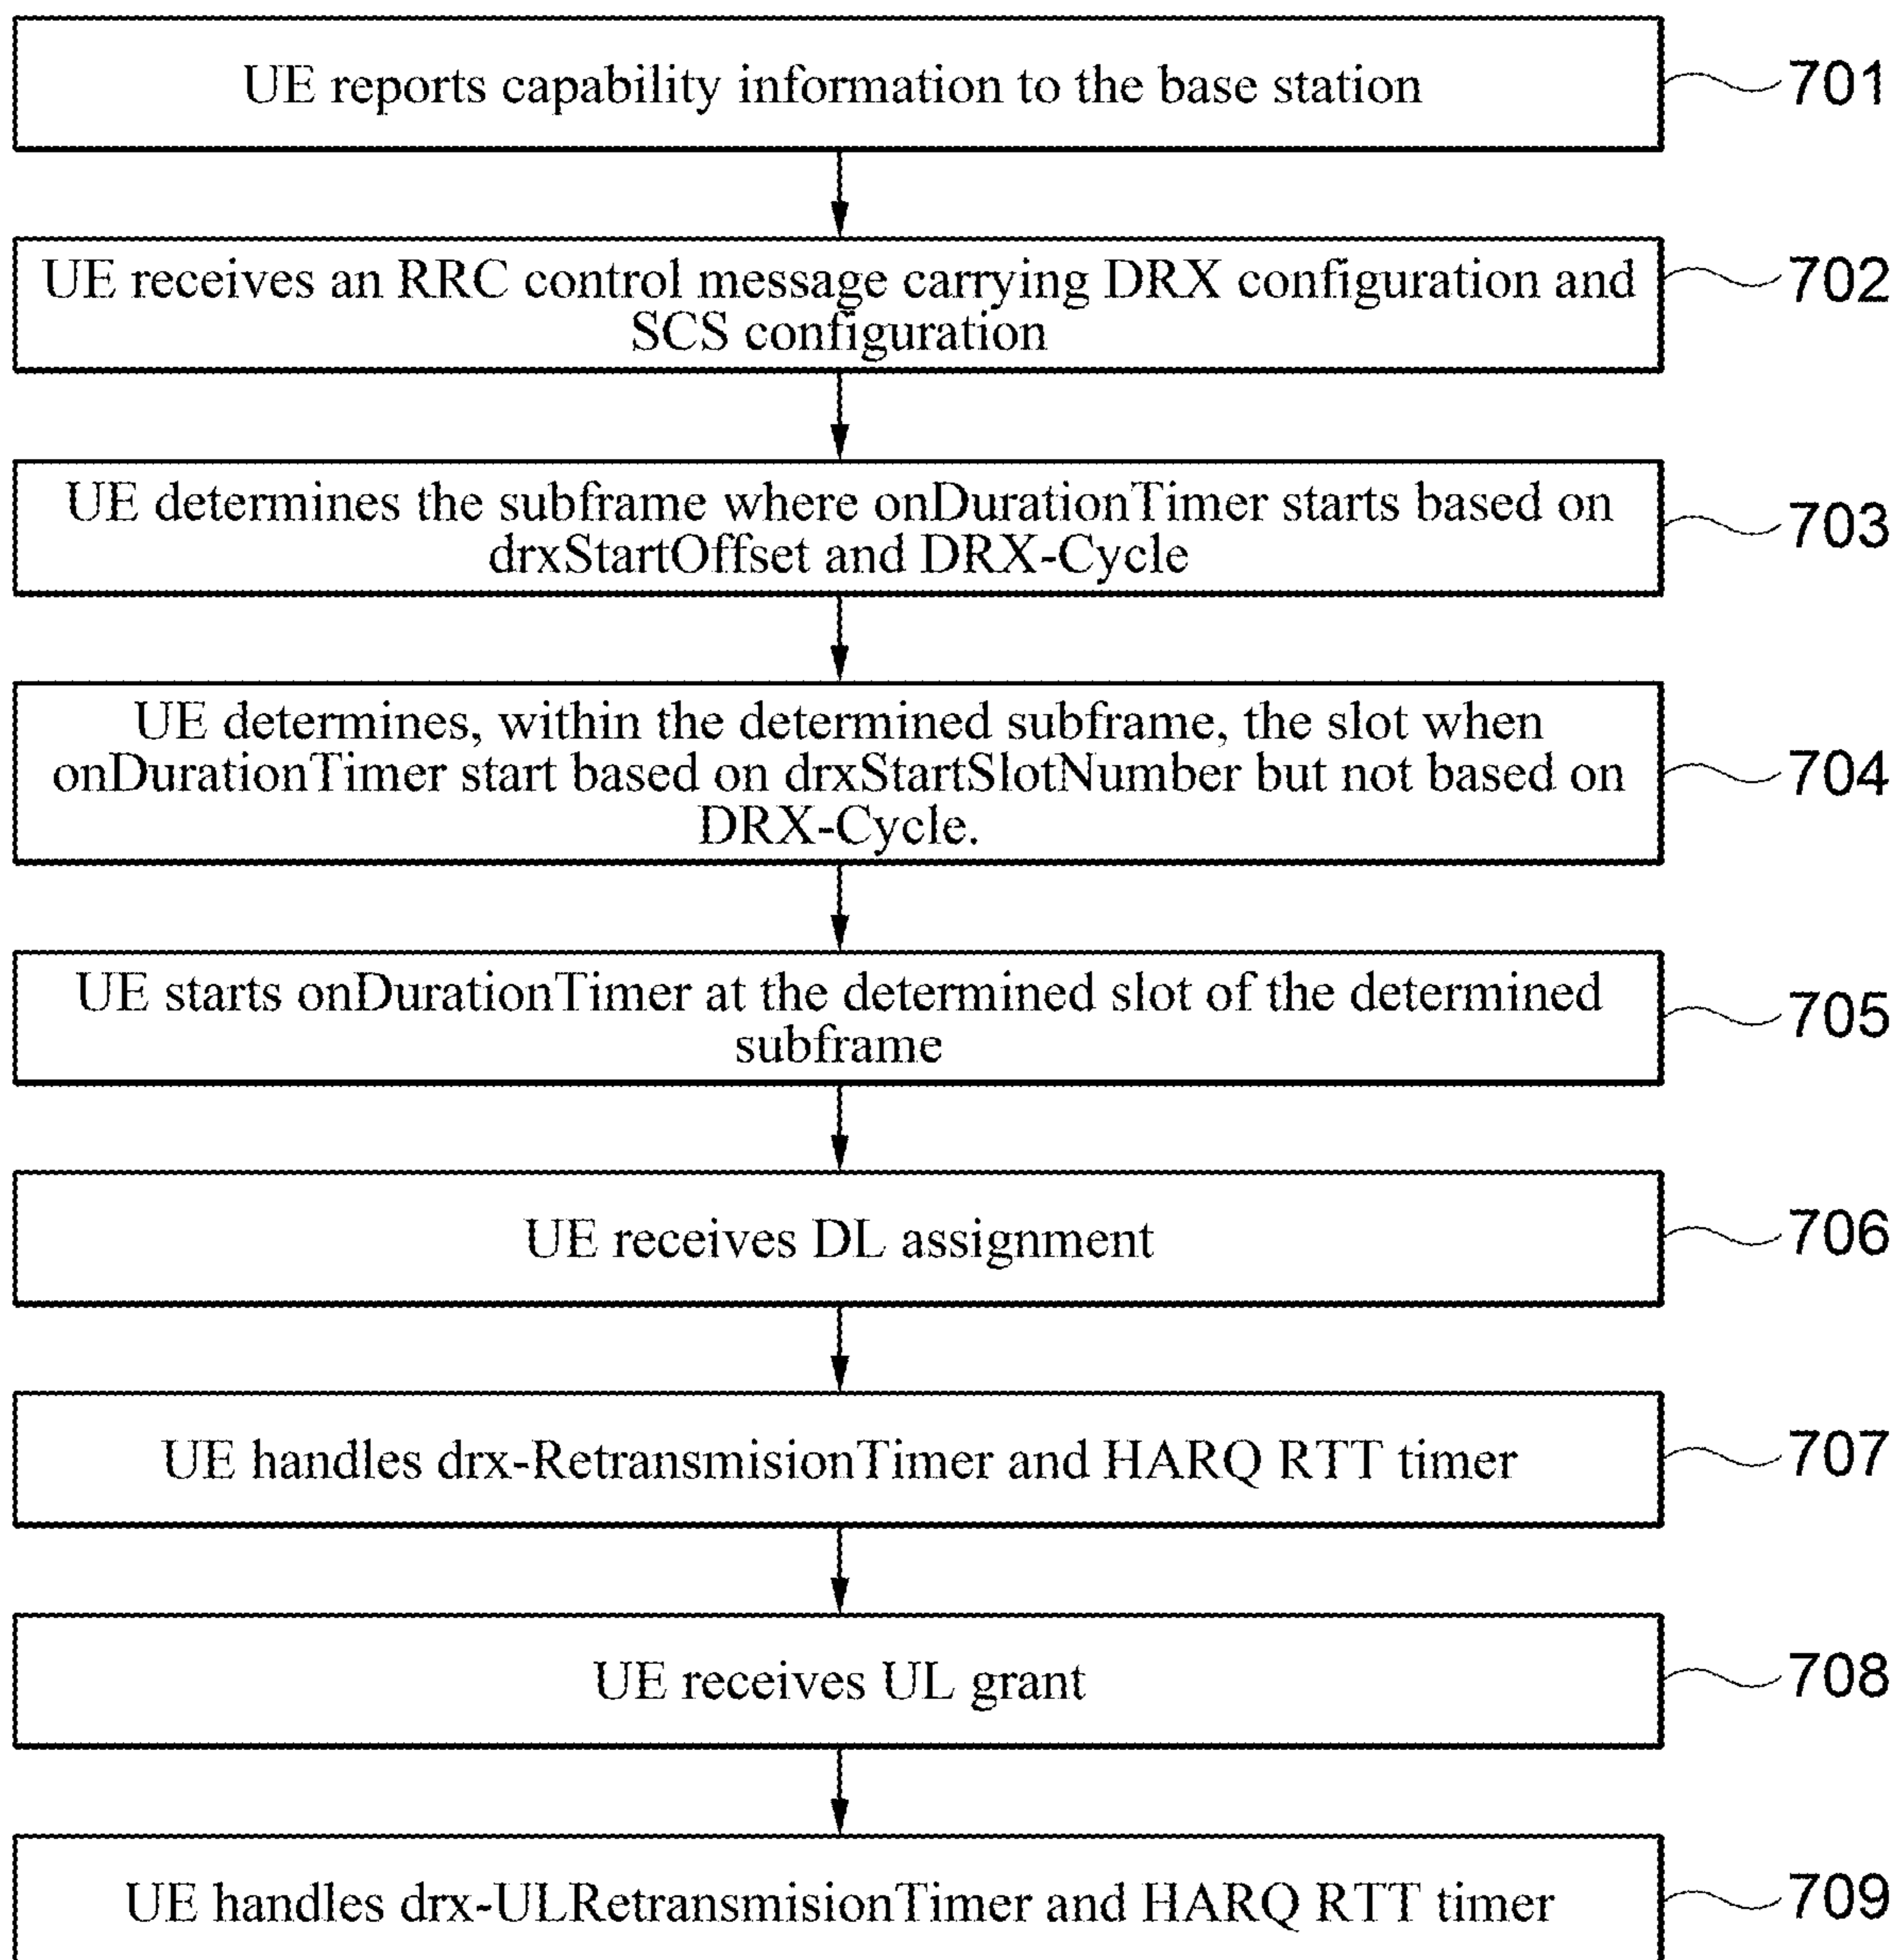 UE reports capability information to the base station
701
UE receives an RRC control message carrying DRX configuration and
SCS configuration
702
UE determines the subframe where onDurationTimer starts based on
drxStartOffset and DRX-Cycle
703
UE determines, within the determined subframe, the slot when
onDurationTimer start based on drxStartSlotNumber but not based on
DRX-Cycle.
704
UE starts onDurationTimer at the determined slot of the determined
subframe
705
UE receives DL assignment
706
UE handles drx-RetransmisionTimer and HARQ RTT timer
707
UE receives UL grant
708
UE handles drx-ULRetransmisionTimer and HARQ RTT timer
709